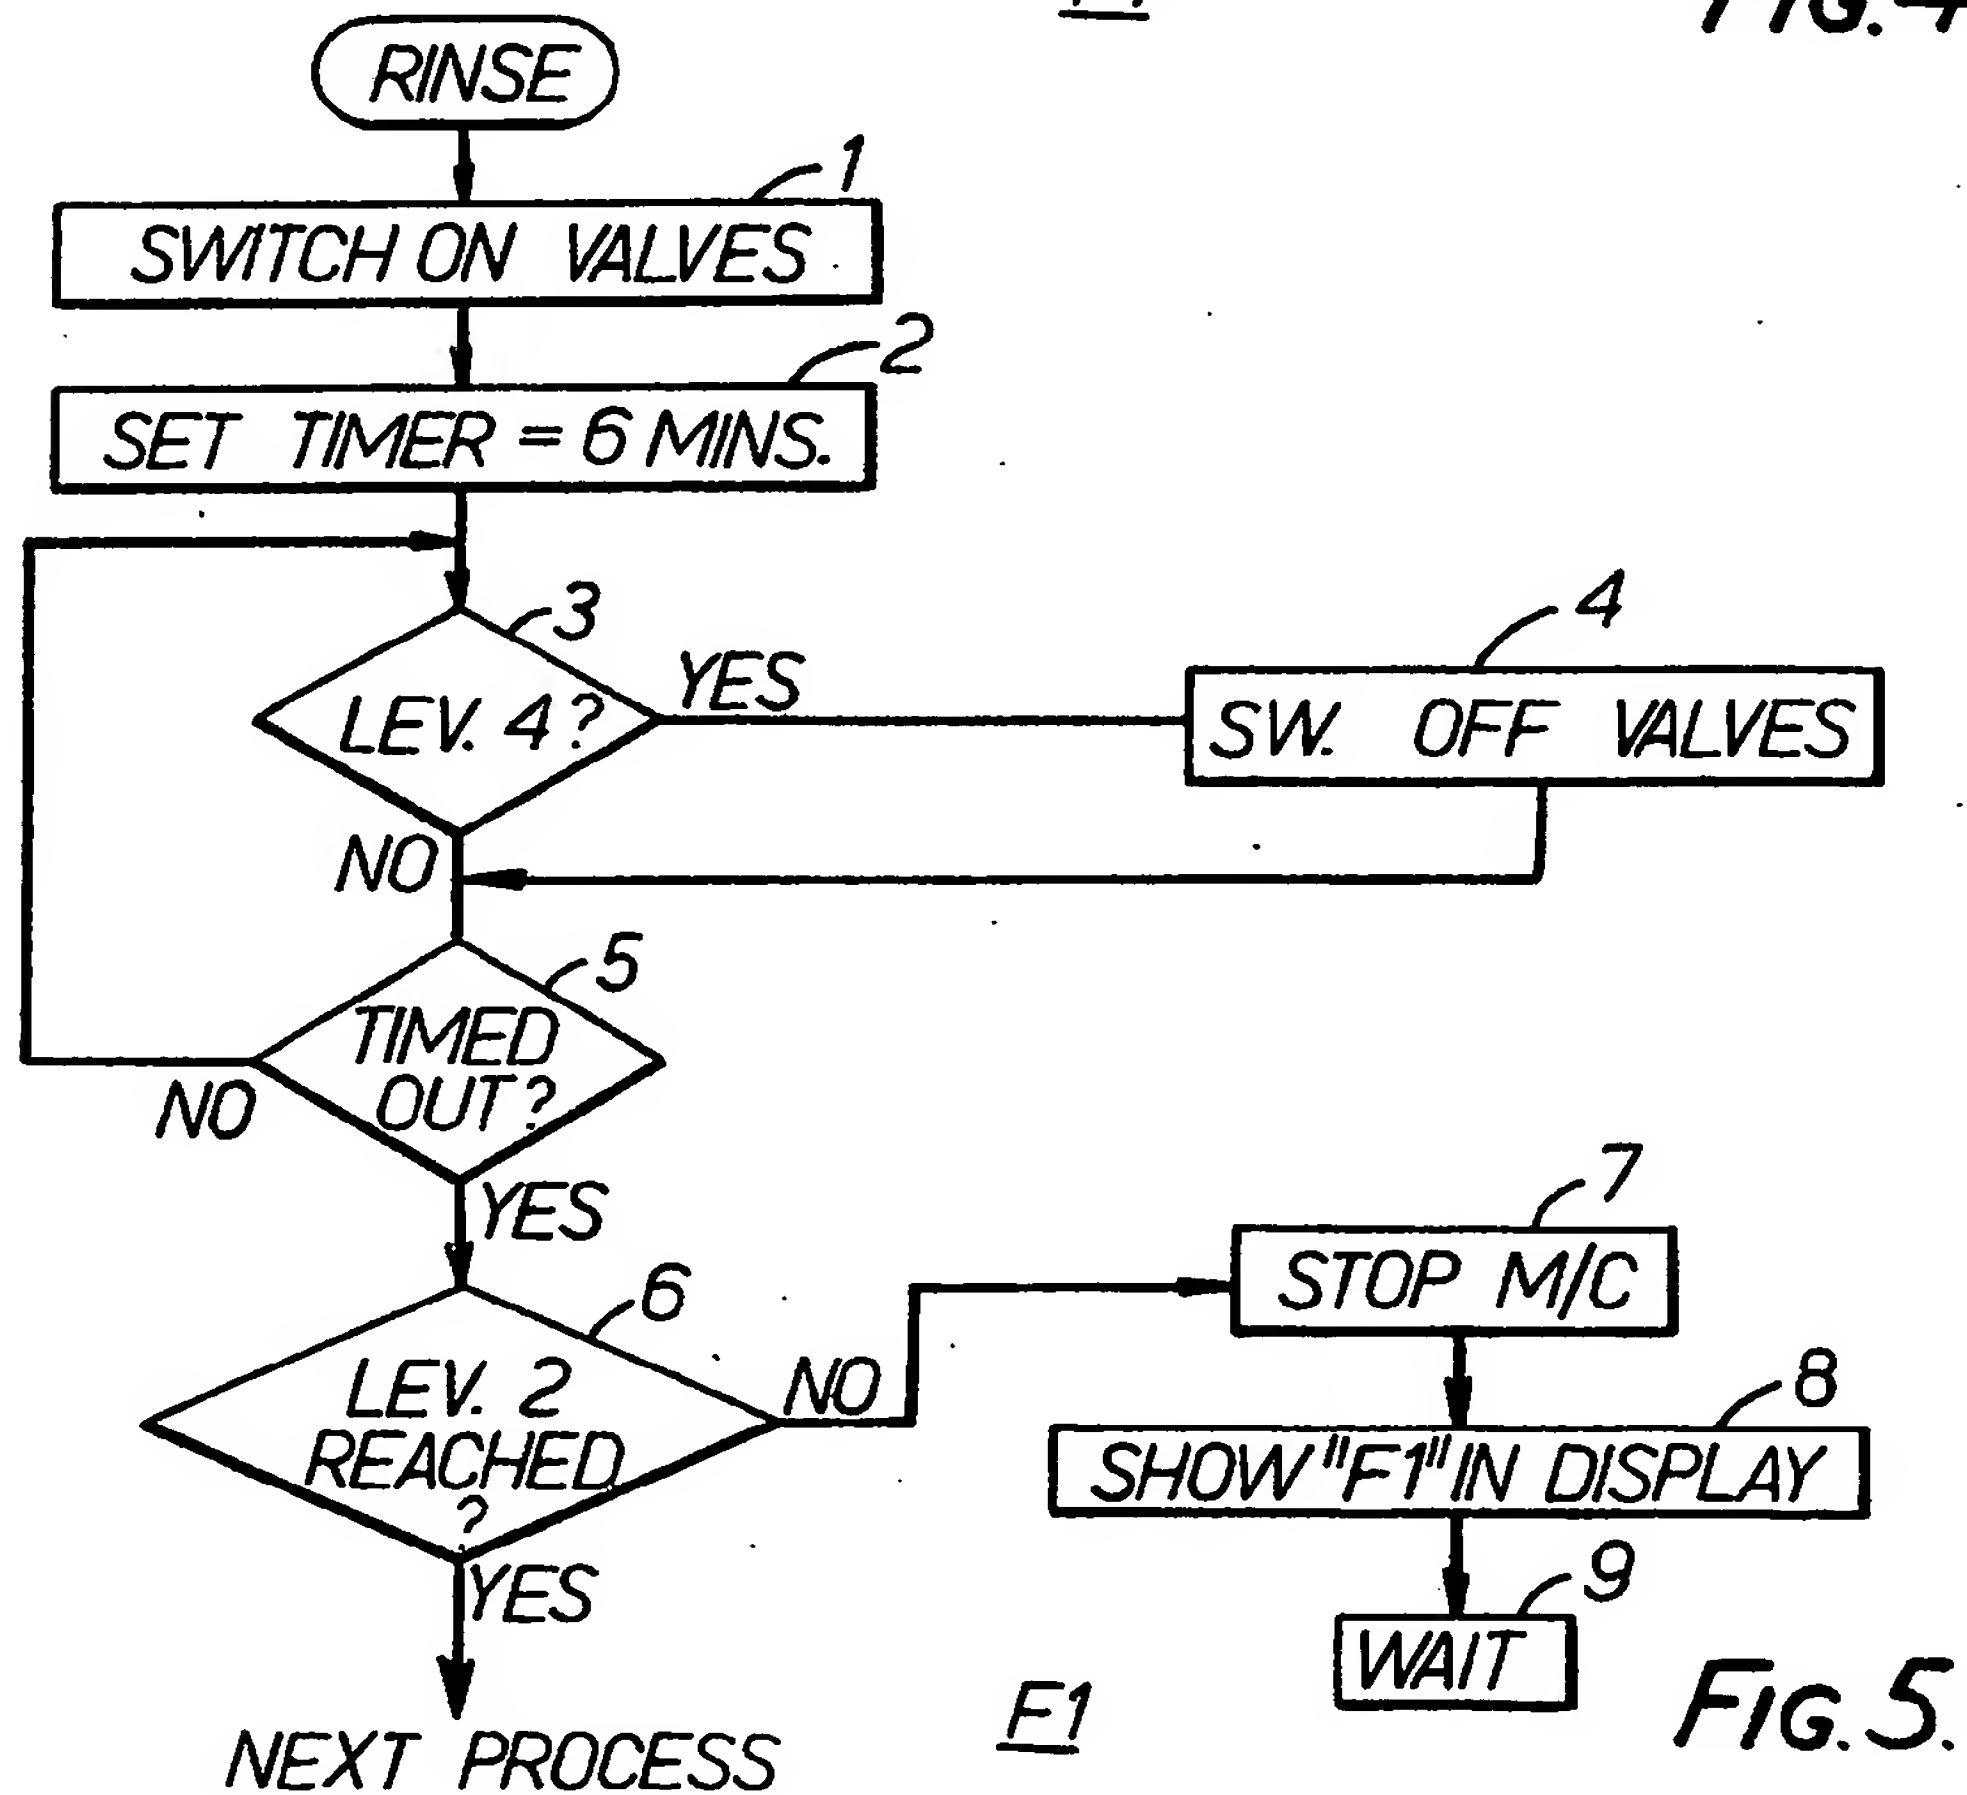 FIG. 4
RINSE
1
SWITCH ON VALVES
2
SET TIMER = 6 MINS.
3
LEV. 4?
YES
4
SW. OFF VALVES
NO
5
TIMED
OUT?
NO
YES
6
LEV. 2
REACHED
?
NO
7
STOP M/C
8
SHOW "F1" IN DISPLAY
9
WAIT
YES
NEXT PROCESS
F1
FIG. 5.